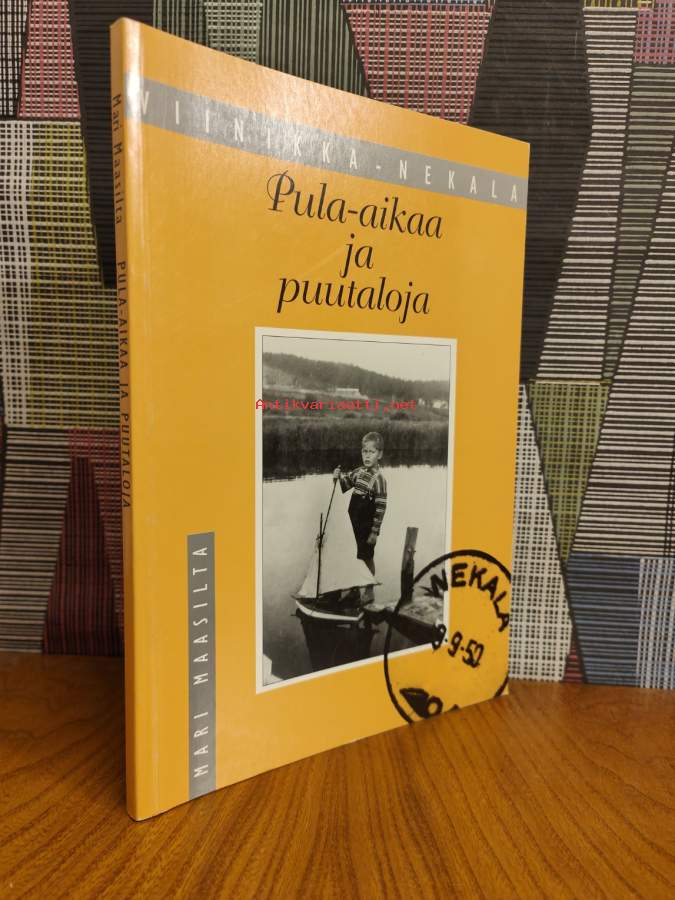 VIINIKKA-NEKALA
Pula-aikaa
ja
puutaloja
Antikvariaatti.net
MARI MAASILTA
NEKALA
9-9-50
Mari Maasilta PULA-AIKAA JA PUUTALOJA